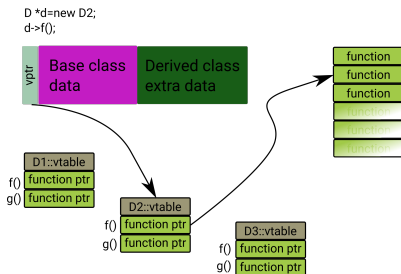 D *d=new D2;
d->f();
vptr
Base class
data
Derived class
extra data
function
function
function
function
function
function
D1::vtable
f() function ptr
g() function ptr
D2::vtable
f() function ptr
g() function ptr
D3::vtable
f() function ptr
g() function ptr